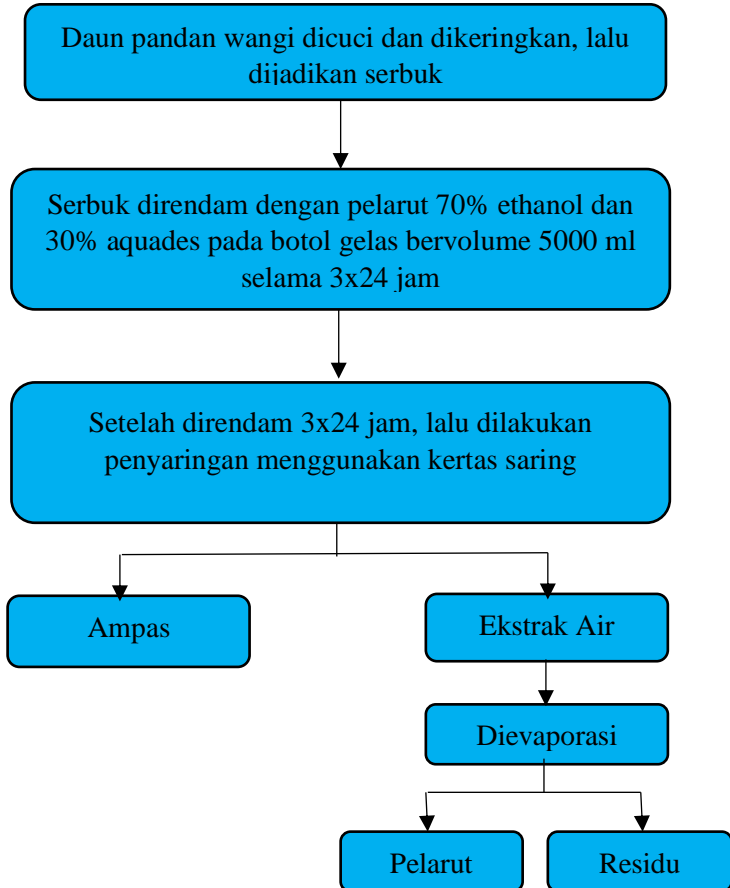 Daun pandan wangi dicuci dan dikeringkan, lalu
dijadikan serbuk
Serbuk direndam dengan pelarut 70% ethanol dan
30% aquades pada botol gelas bervolume 5000 ml
selama 3x24 jam
Setelah direndam 3x24 jam, lalu dilakukan
penyaringan menggunakan kertas saring
Ampas
Ekstrak Air
Dievaporasi
Pelarut
Residu